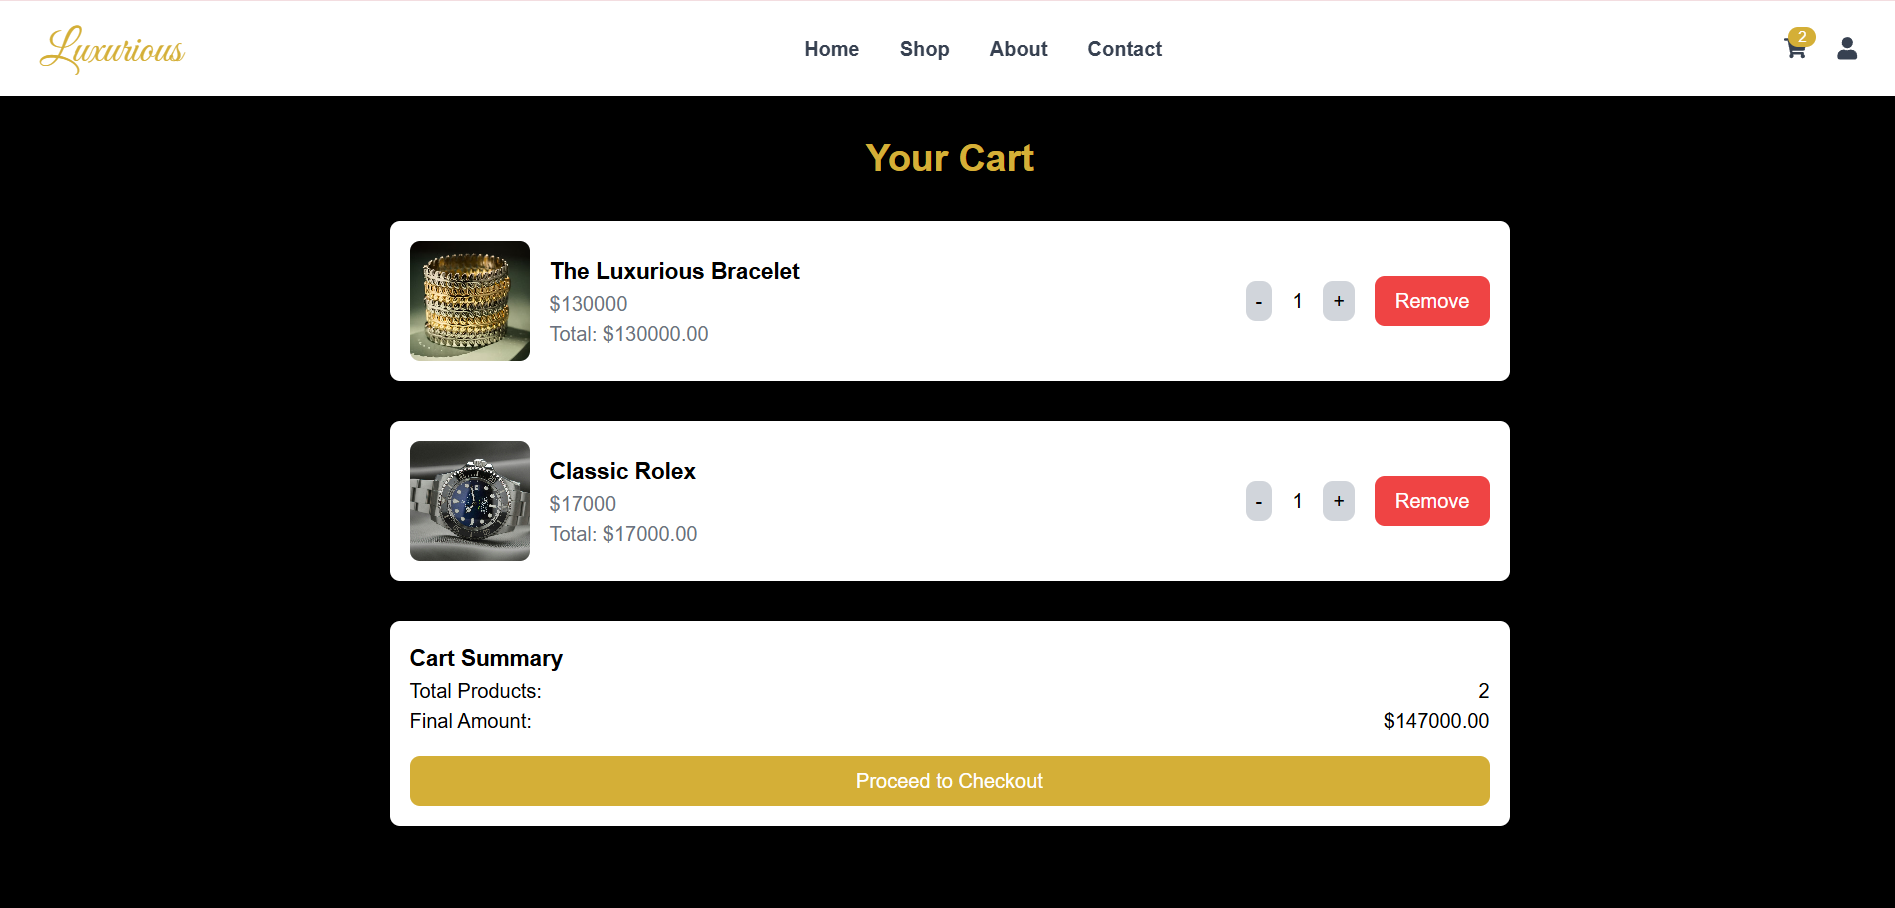 Luxurious
Home Shop About Contact
2
Your Cart
The Luxurious Bracelet
$130000
Total: $130000.00
- 1 + Remove
Classic Rolex
$17000
Total: $17000.00
- 1 + Remove
Cart Summary
Total Products: 2
Final Amount: $147000.00
Proceed to Checkout